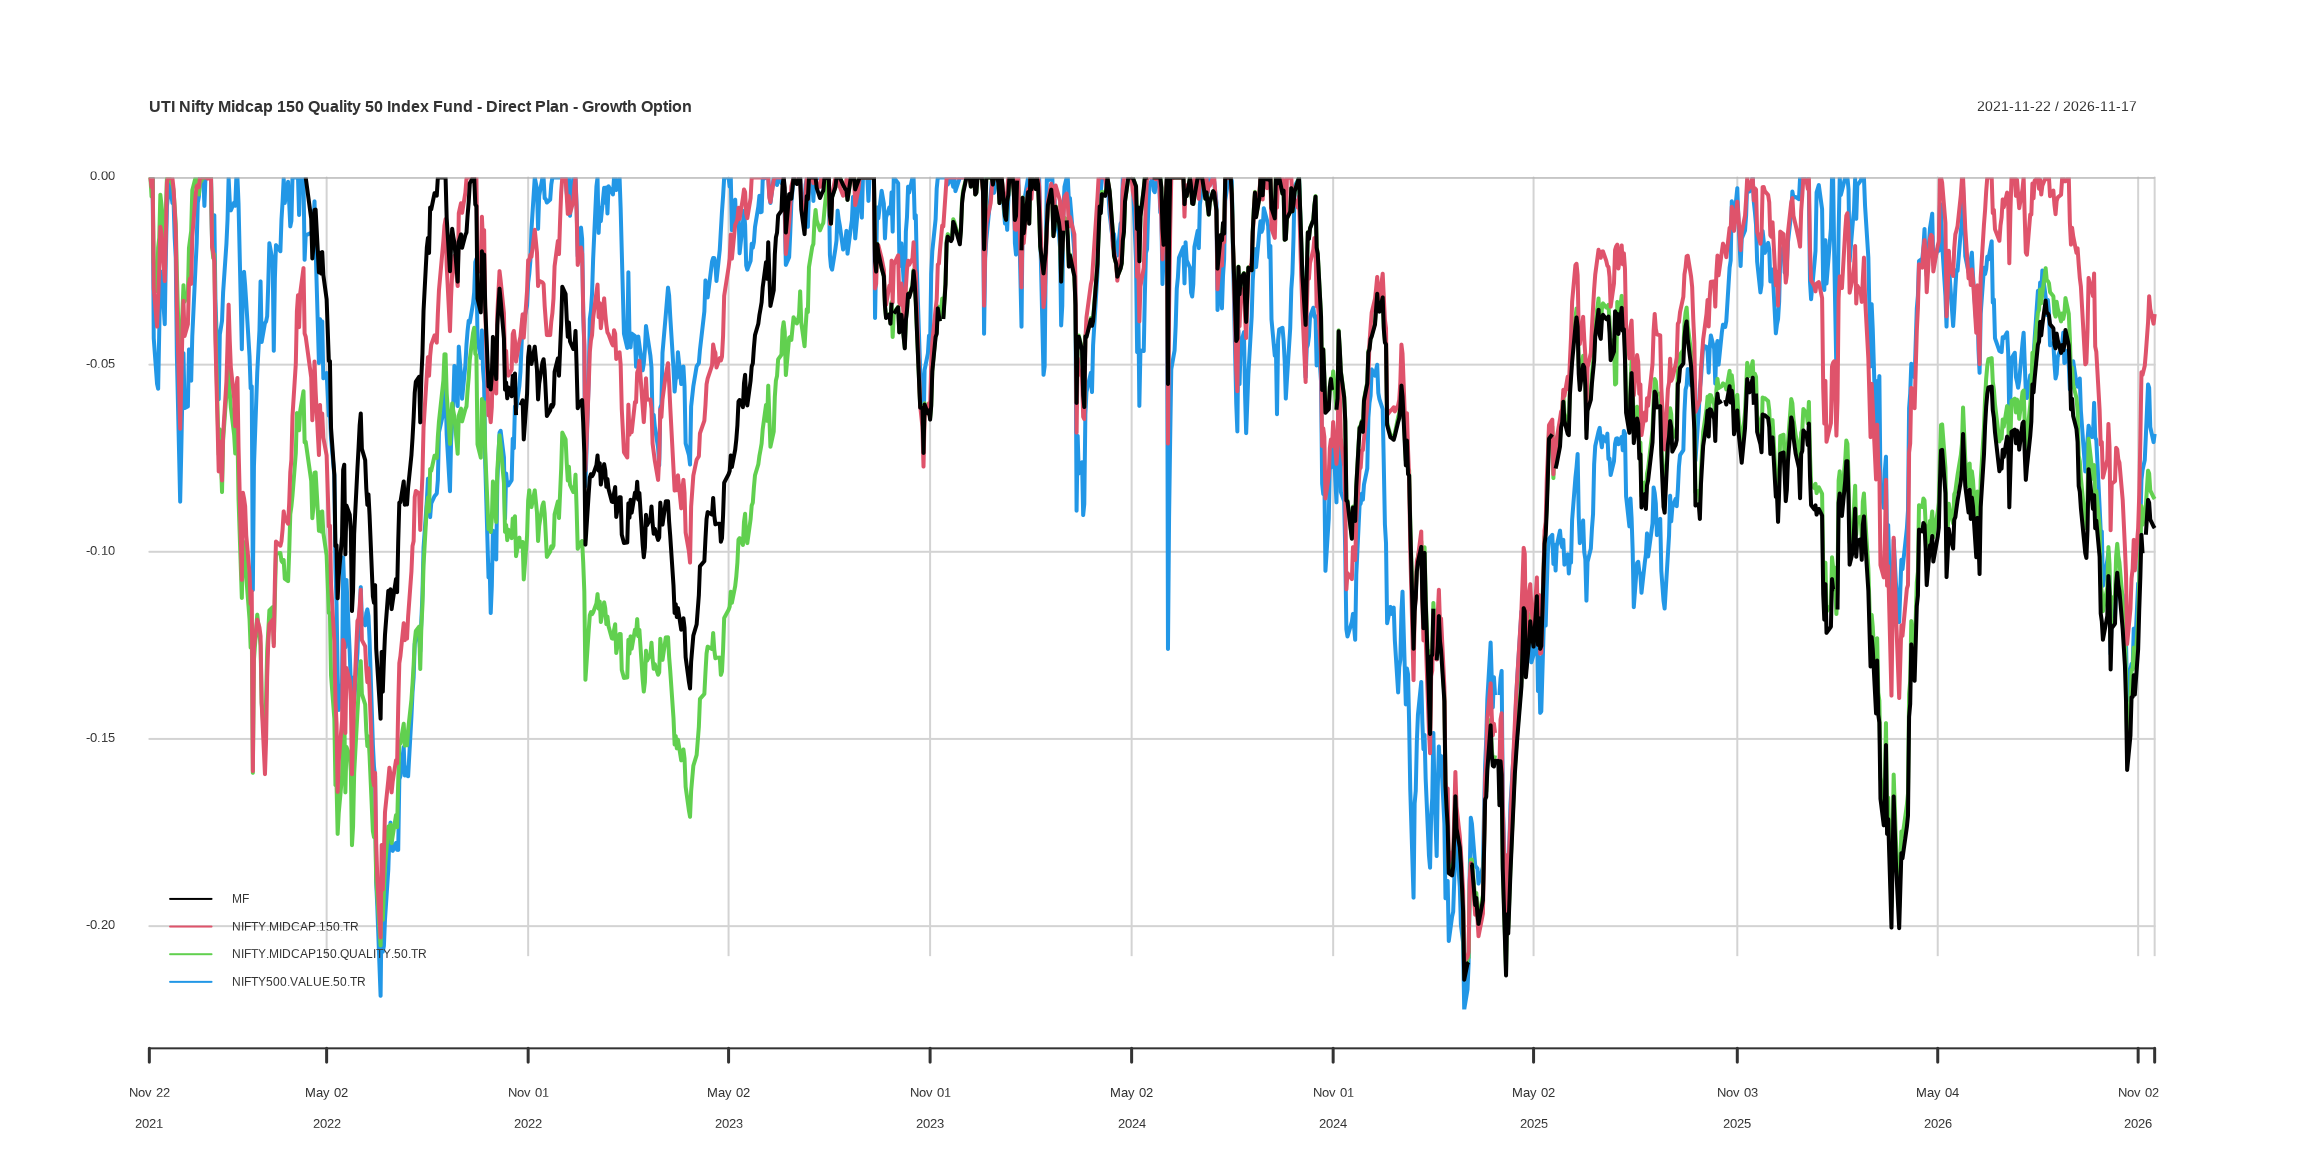 UTI Nifty Midcap 150 Quality 50 Index Fund - Direct Plan - Growth Option
2021-11-22 / 2026-11-17
0.00
-0.05
-0.10
-0.15
-0.20
MF
NIFTY.MIDCAP.150.TR
NIFTY.MIDCAP150.QUALITY.50.TR
NIFTY500.VALUE.50.TR
Nov 22 May 02 Nov 01 May 02 Nov 01 May 02 Nov 01 May 02 Nov 03 May 04 Nov 02
2021 2022 2022 2023 2023 2024 2024 2025 2025 2026 2026